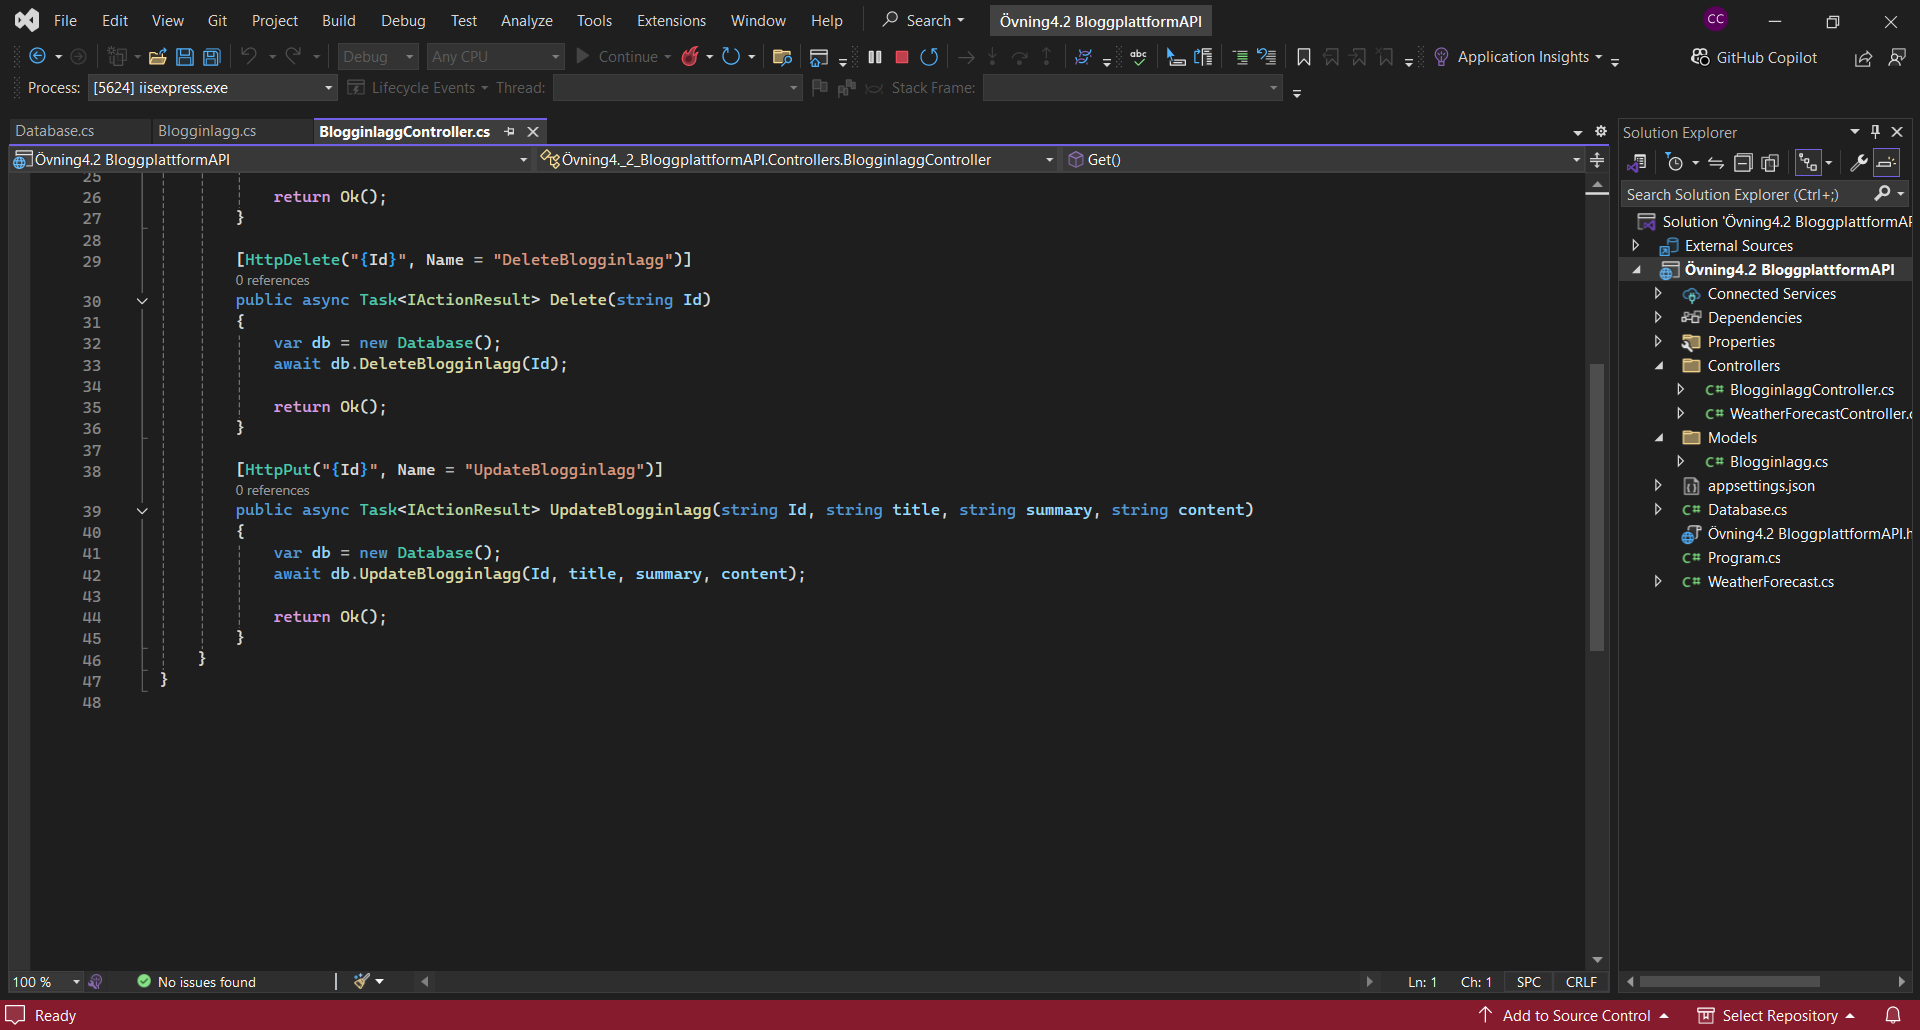 File Edit View Git Project Build Debug Test Analyze Tools Extensions Window Help Search Övning4.2 BloggplattformAPI CC
Debug Any CPU Continue abc Application Insights GitHub Copilot
Process: [5624] iisexpress.exe Lifecycle Events Thread: Stack Frame:
Database.cs Blogginlagg.cs BlogginlaggController.cs
Övning4.2 BloggplattformAPI Övning4._2_BloggplattformAPI.Controllers.BlogginlaggController Get()
25
26 return Ok();
27 }
28
29 [HttpDelete("{Id}", Name = "DeleteBlogginlagg")]
0 references
30 public async Task<IActionResult> Delete(string Id)
31 {
32 var db = new Database();
33 await db.DeleteBlogginlagg(Id);
34
35 return Ok();
36 }
37
38 [HttpPut("{Id}", Name = "UpdateBlogginlagg")]
0 references
39 public async Task<IActionResult> UpdateBlogginlagg(string Id, string title, string summary, string content)
40 {
41 var db = new Database();
42 await db.UpdateBlogginlagg(Id, title, summary, content);
43
44 return Ok();
45 }
46 }
47 }
48
100 % No issues found Ln: 1 Ch: 1 SPC CRLF
Solution Explorer
Search Solution Explorer (Ctrl+;)
Solution 'Övning4.2 BloggplattformAP
External Sources
Övning4.2 BloggplattformAPI
Connected Services
Dependencies
Properties
Controllers
C# BlogginlaggController.cs
C# WeatherForecastController.c
Models
C# Blogginlagg.cs
appsettings.json
C# Database.cs
Övning4.2 BloggplattformAPI.h
C# Program.cs
C# WeatherForecast.cs
Ready Add to Source Control Select Repository